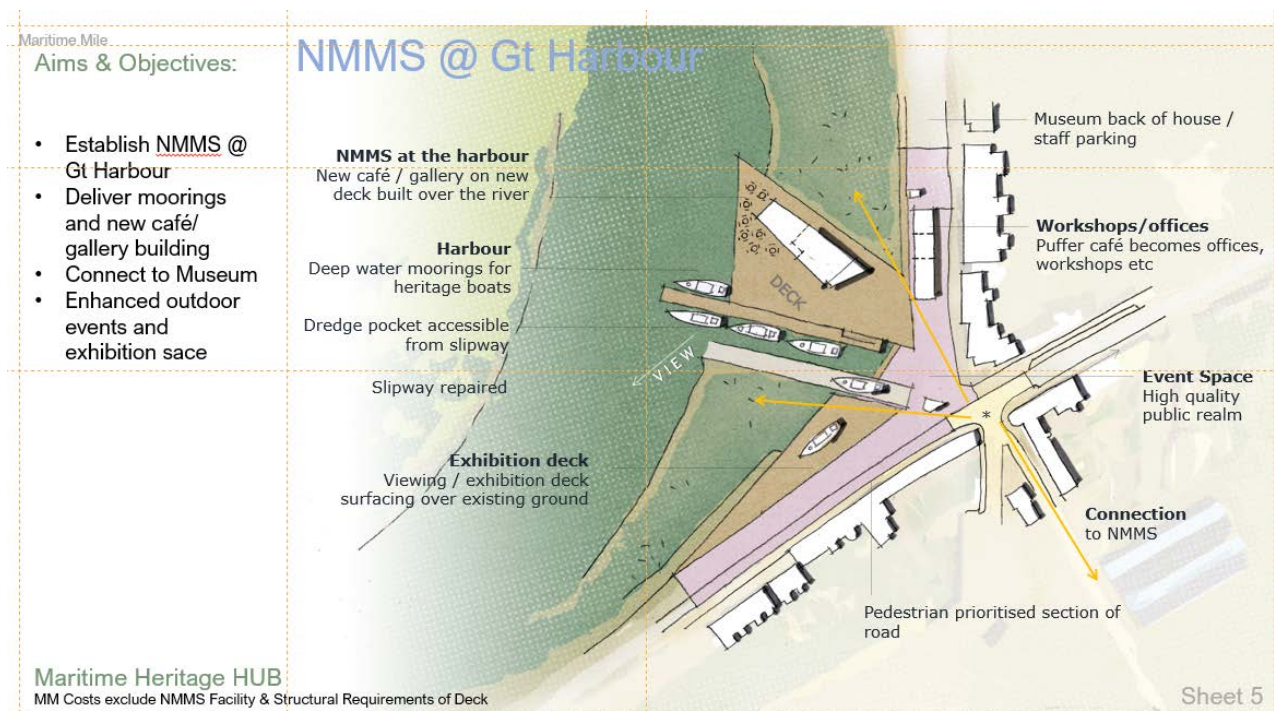 Maritime Mile
Aims & Objectives:
NMMS @ Gt Harbour
• Establish NMMS @
Gt Harbour
• Deliver moorings
and new café/
gallery building
• Connect to Museum
• Enhanced outdoor
events and
exhibition sace
NMMS at the harbour
New café / gallery on new
deck built over the river
Harbour
Deep water moorings for
heritage boats
Dredge pocket accessible
from slipway
Slipway repaired
Exhibition deck
Viewing / exhibition deck
surfacing over existing ground
DECK
VIEW
*
Museum back of house /
staff parking
Workshops/offices
Puffer café becomes offices,
workshops etc
Event Space
High quality
public realm
Connection
to NMMS
Pedestrian prioritised section of
road
Maritime Heritage HUB
MM Costs exclude NMMS Facility & Structural Requirements of Deck
Sheet 5